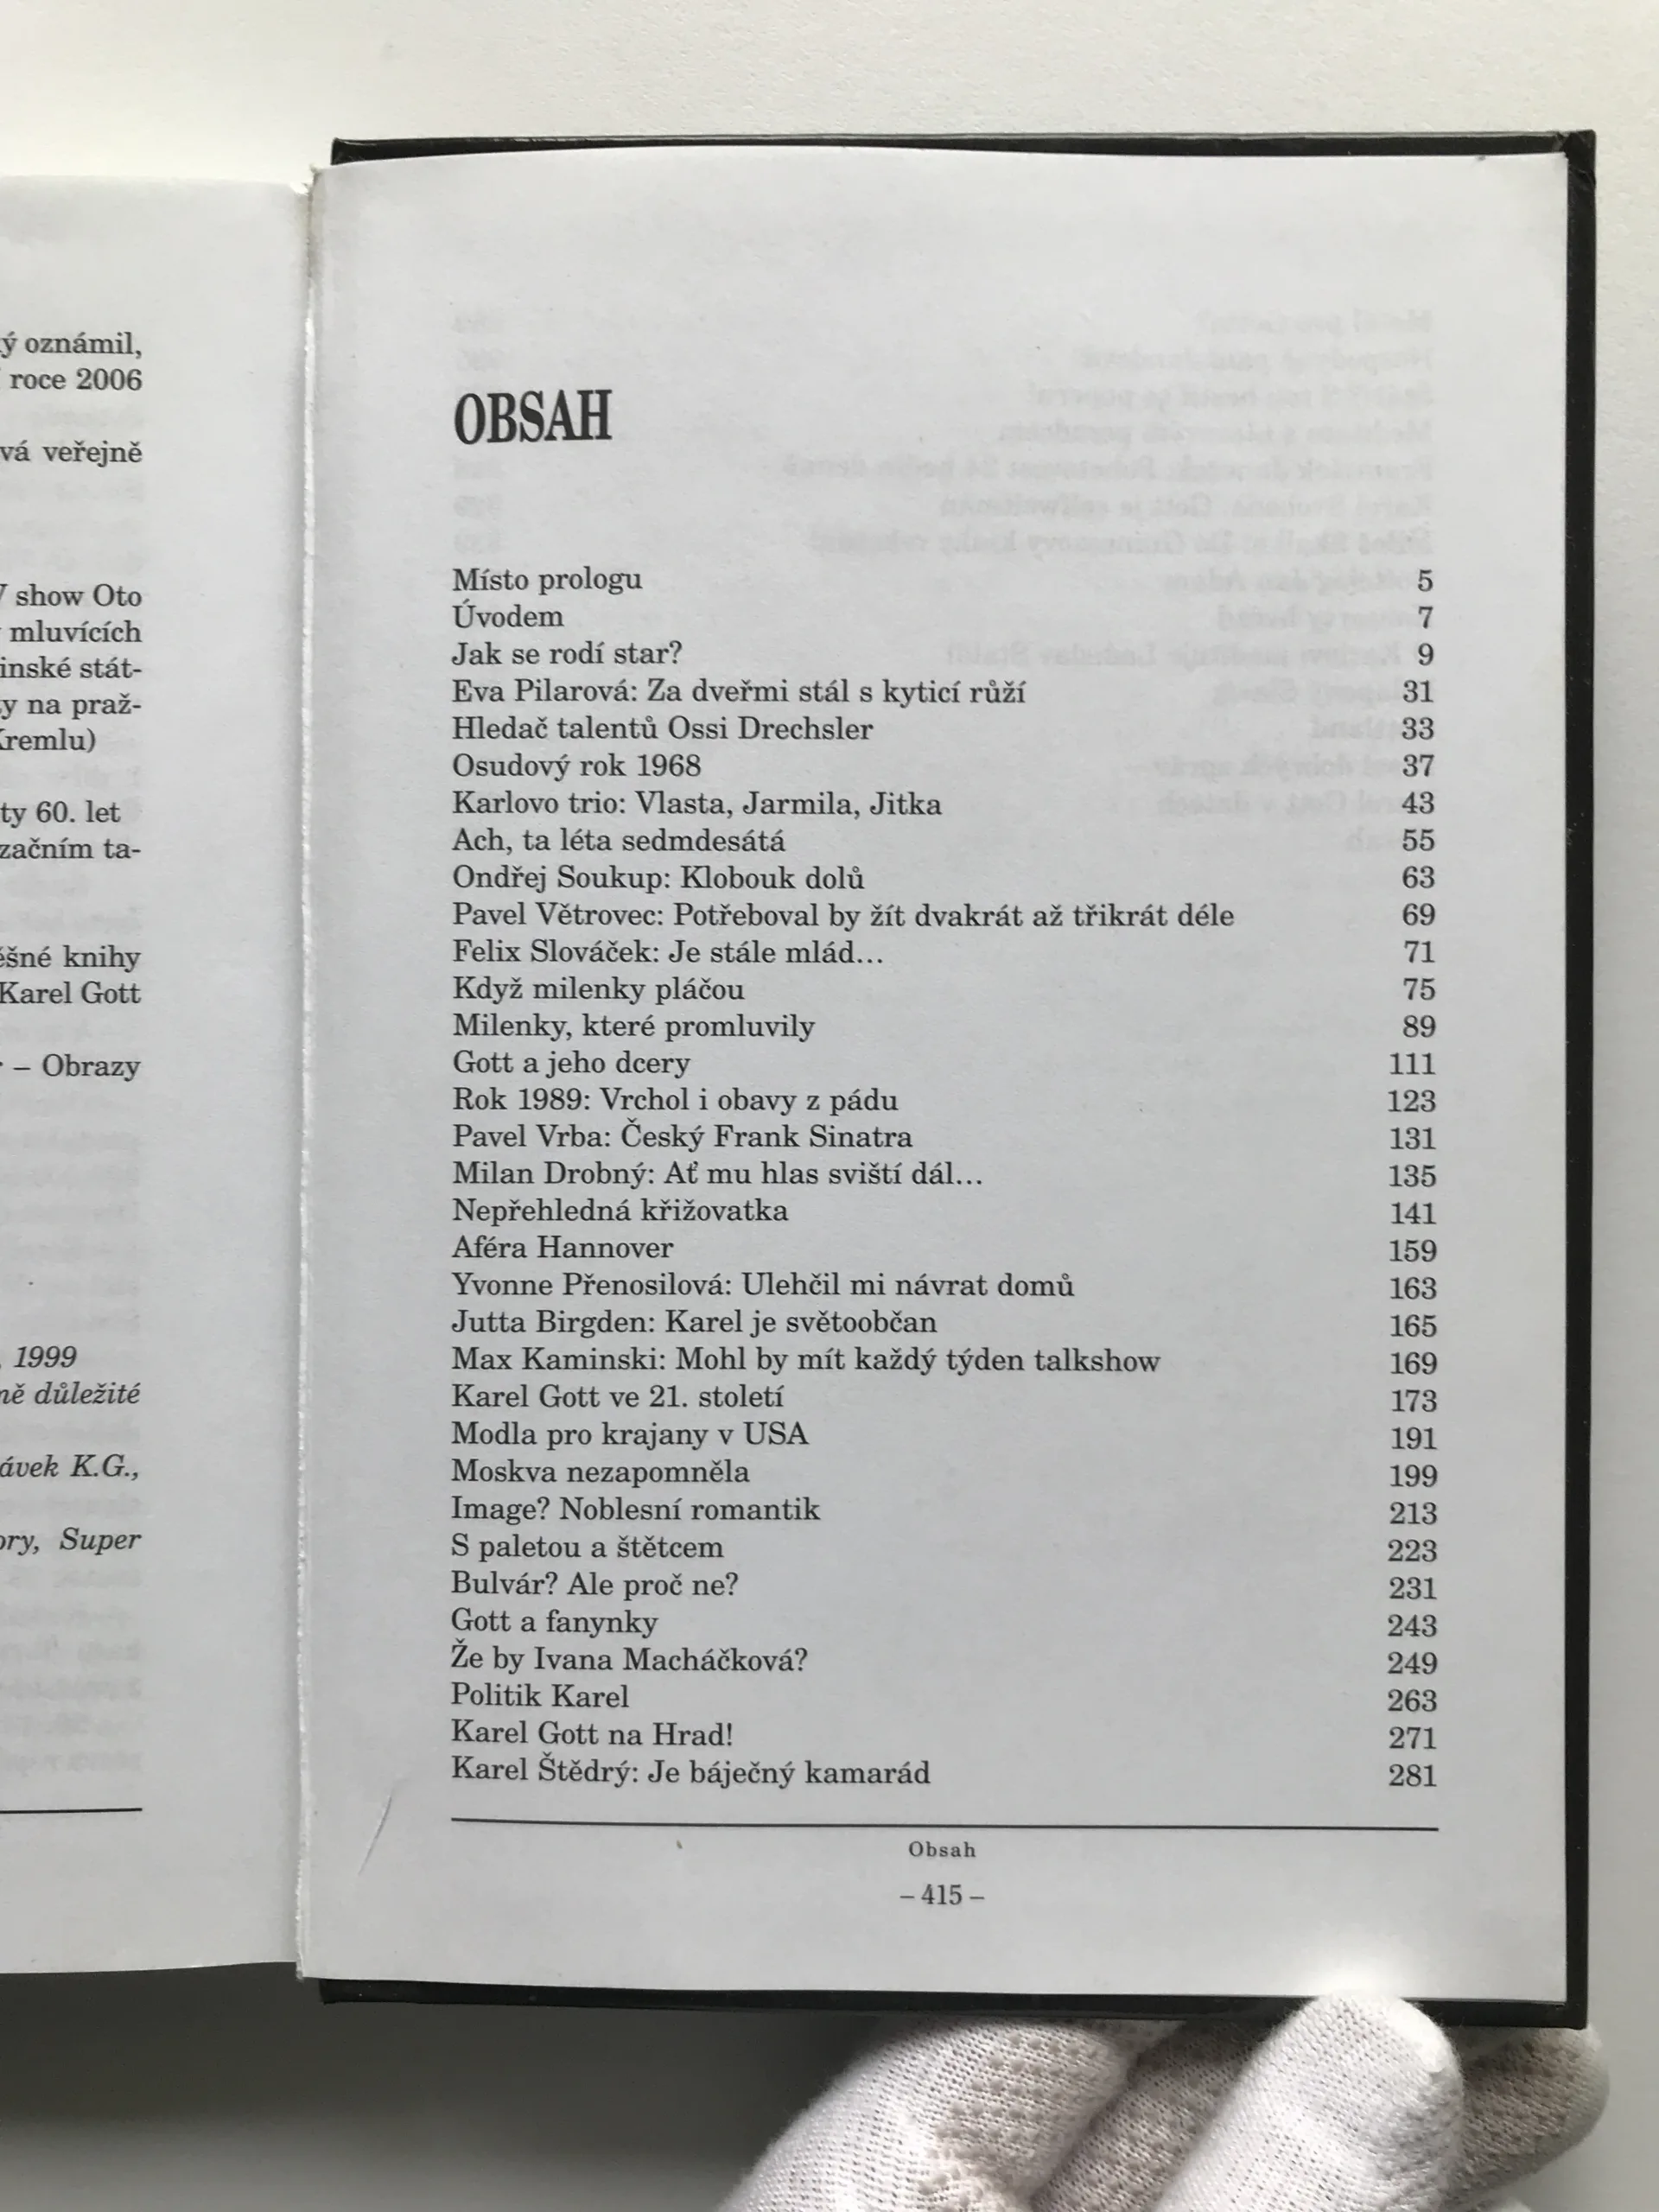 ý oznámil,
roce 2006
vá veřejně
show Oto
mluvících
inské stát-
y na praž-
Kremlu)
ty 60. let
začním ta-
ěšné knihy
Karel Gott
– Obrazy
, 1999
ně důležité
ávek K.G.,
ory, Super
OBSAH
Místo prologu 5
Úvodem 7
Jak se rodí star? 9
Eva Pilarová: Za dveřmi stál s kyticí růží 31
Hledač talentů Ossi Drechsler 33
Osudový rok 1968 37
Karlovo trio: Vlasta, Jarmila, Jitka 43
Ach, ta léta sedmdesátá 55
Ondřej Soukup: Klobouk dolů 63
Pavel Větrovec: Potřeboval by žít dvakrát až třikrát déle 69
Felix Slováček: Je stále mlád... 71
Když milenky pláčou 75
Milenky, které promluvily 89
Gott a jeho dcery 111
Rok 1989: Vrchol i obavy z pádu 123
Pavel Vrba: Český Frank Sinatra 131
Milan Drobný: Ať mu hlas sviští dál... 135
Nepřehledná křižovatka 141
Aféra Hannover 159
Yvonne Přenosilová: Ulehčil mi návrat domů 163
Jutta Birgden: Karel je světoobčan 165
Max Kaminski: Mohl by mít každý týden talkshow 169
Karel Gott ve 21. století 173
Modla pro krajany v USA 191
Moskva nezapomněla 199
Image? Noblesní romantik 213
S paletou a štětcem 223
Bulvár? Ale proč ne? 231
Gott a fanynky 243
Že by Ivana Macháčková? 249
Politik Karel 263
Karel Gott na Hrad! 271
Karel Štědrý: Je báječný kamarád 281
Obsah
– 415 –